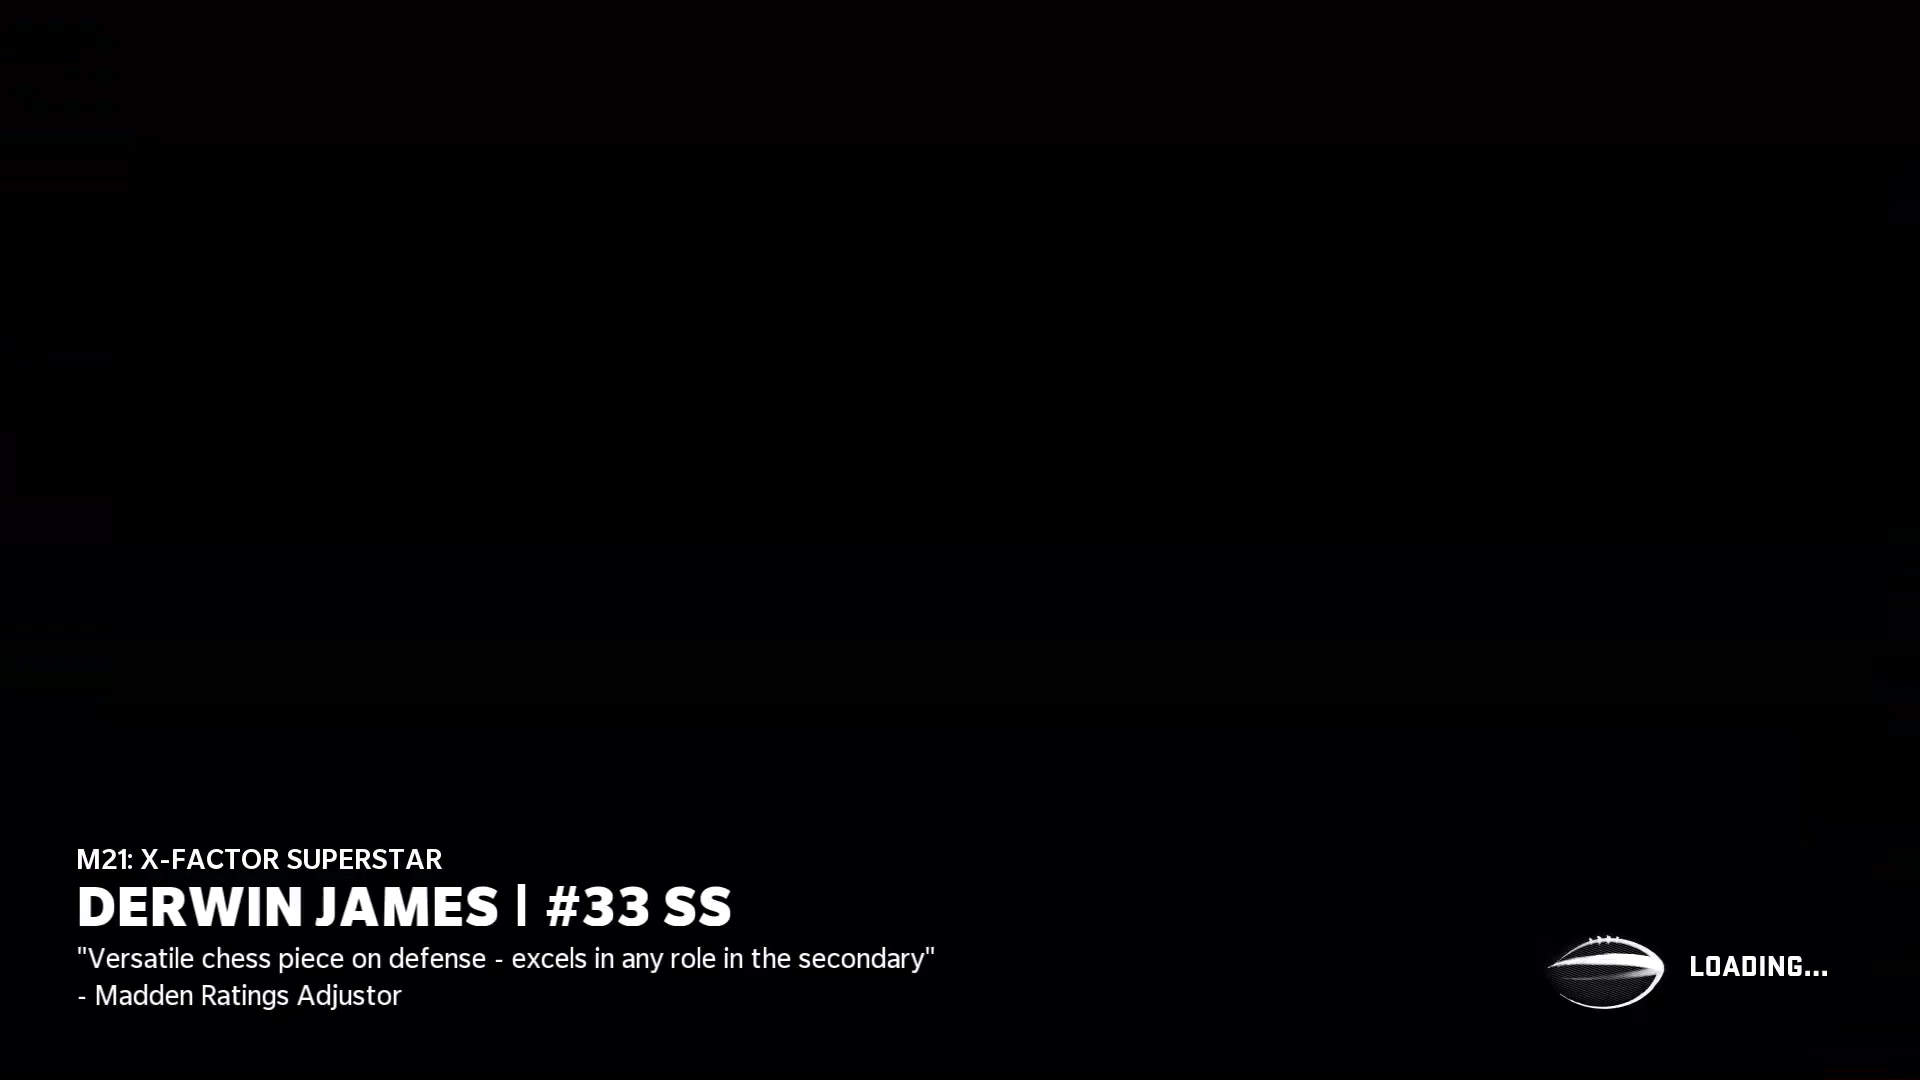 M21: X-FACTOR SUPERSTAR
DERWIN JAMES | #33 SS
"Versatile chess piece on defense - excels in any role in the secondary"
- Madden Ratings Adjustor
LOADING...